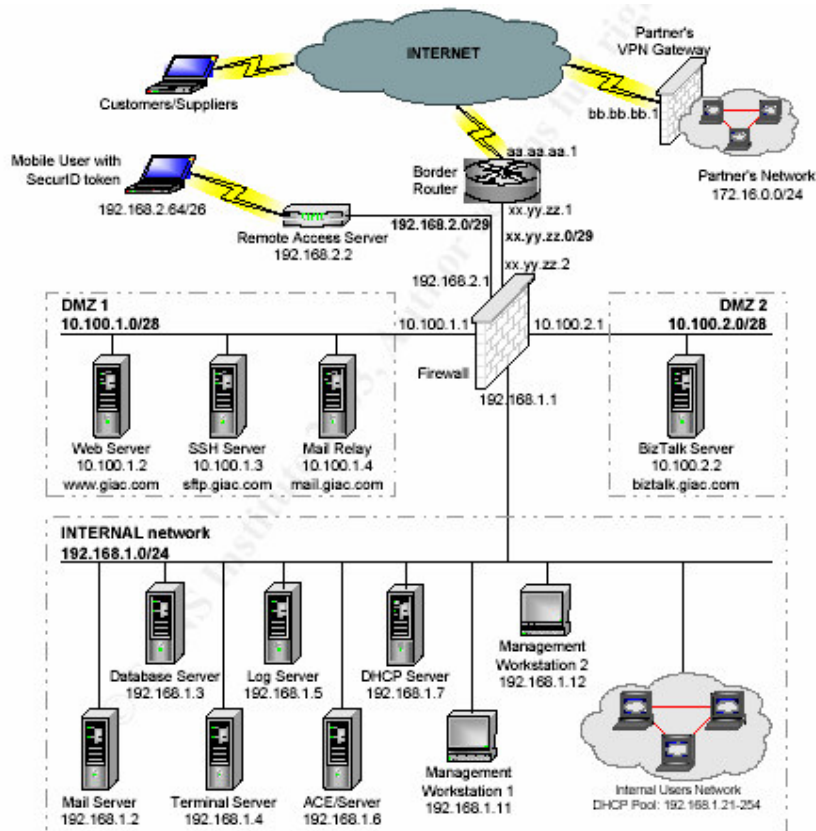 INTERNET
Partner's
VPN Gateway
Customers/Suppliers
bb.bb.bb.1
aa.aa.aa.1
Mobile User with
SecurID token
Border
Router
Partner's Network
172.16.0.0/24
192.168.2.64/26
xx.yy.zz.1
Remote Access Server
192.168.2.2
192.168.2.0/29
xx.yy.zz.0/29
xx.yy.zz.2
192.168.2.1
DMZ 1
10.100.1.0/28
10.100.1.1
10.100.2.1
DMZ 2
10.100.2.0/28
Firewall
192.168.1.1
Web Server
10.100.1.2
www.giac.com
SSH Server
10.100.1.3
sftp.giac.com
Mail Relay
10.100.1.4
mail.giac.com
BizTalk Server
10.100.2.2
biztalk.giac.com
INTERNAL network
192.168.1.0/24
Database Server
192.168.1.3
Log Server
192.168.1.5
DHCP Server
192.168.1.7
Management
Workstation 2
192.168.1.12
Mail Server
192.168.1.2
Terminal Server
192.168.1.4
ACE/Server
192.168.1.6
Management
Workstation 1
192.168.1.11
Internal Users Network
DHCP Pool: 192.168.1.21-254